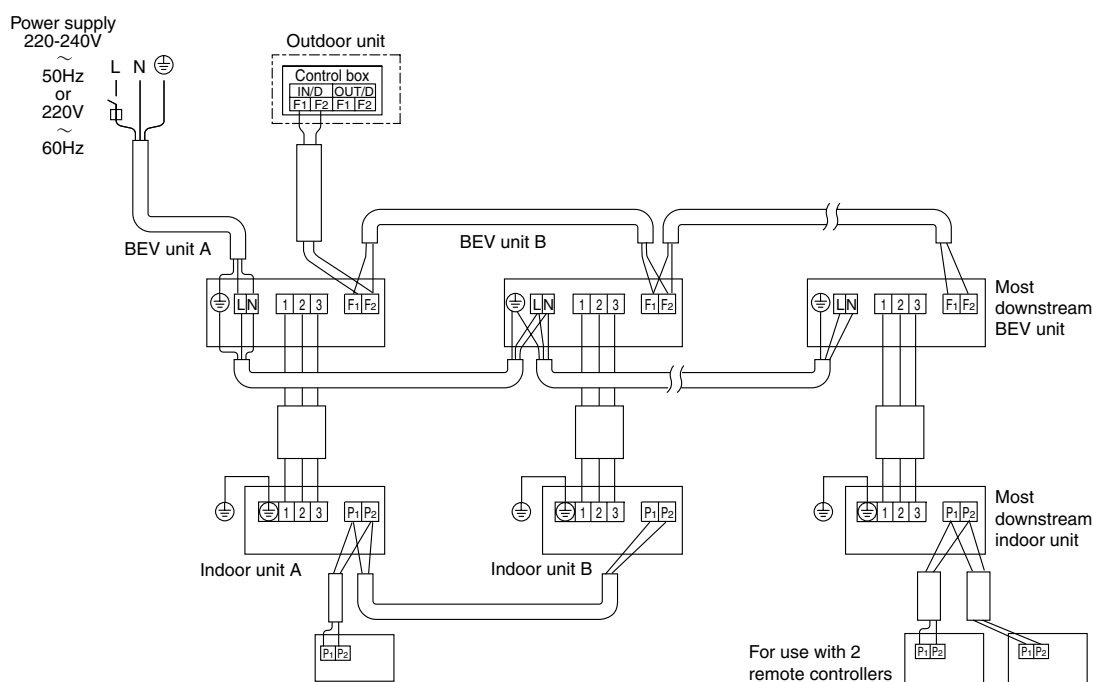 Power supply
220-240V
~
50Hz
or
220V
~
60Hz
L N
Outdoor unit
Control box
IN/D OUT/D
F1 F2 F1 F2
BEV unit A
BEV unit B
L N 1 2 3 F1 F2
L N 1 2 3 F1 F2
L N 1 2 3 F1 F2
Most
downstream
BEV unit
1 2 3 P1 P2
1 2 3 P1 P2
1 2 3 P1 P2
Most
downstream
indoor unit
Indoor unit A
Indoor unit B
P1 P2
For use with 2
remote controllers
P1 P2
P1 P2